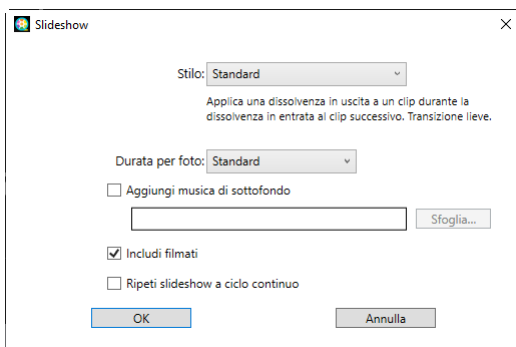 Slideshow
Stilo: Standard
Applica una dissolvenza in uscita a un clip durante la
dissolvenza in entrata al clip successivo. Transizione lieve.
Durata per foto: Standard
Aggiungi musica di sottofondo
Sfoglia...
Includi filmati
Ripeti slideshow a ciclo continuo
OK Annulla